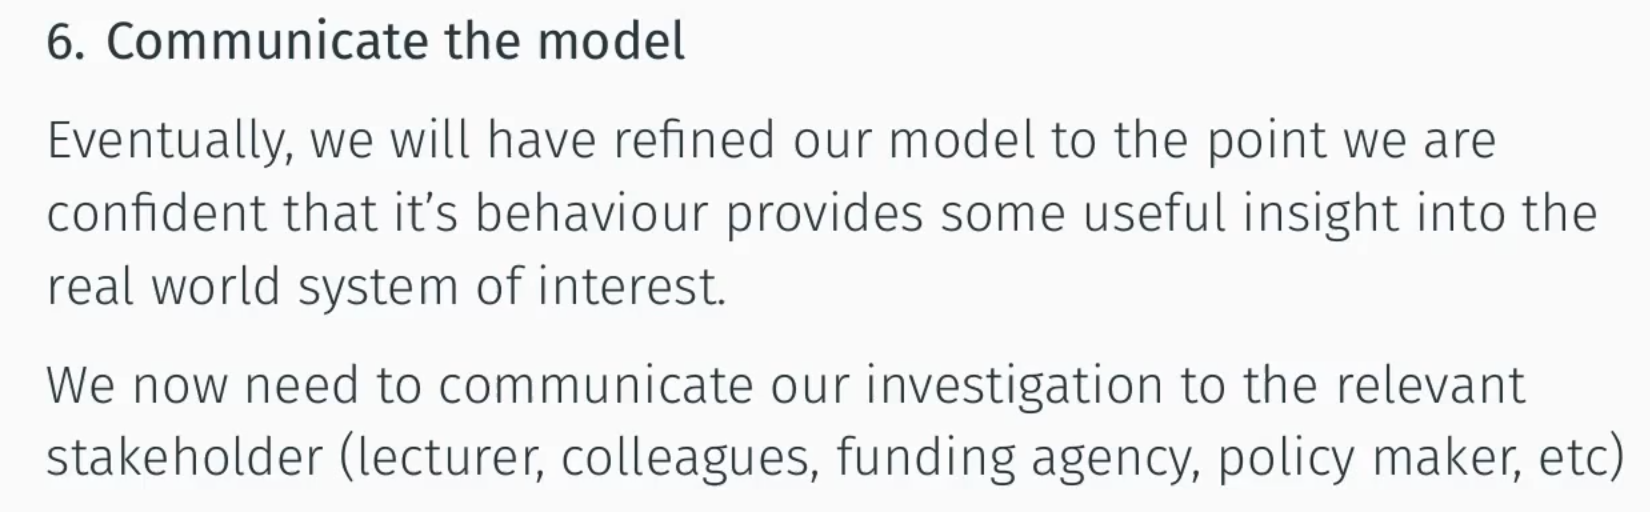 6. Communicate the model
Eventually, we will have refined our model to the point we are
confident that it’s behaviour provides some useful insight into the
real world system of interest.
We now need to communicate our investigation to the relevant
stakeholder (lecturer, colleagues, funding agency, policy maker, etc)